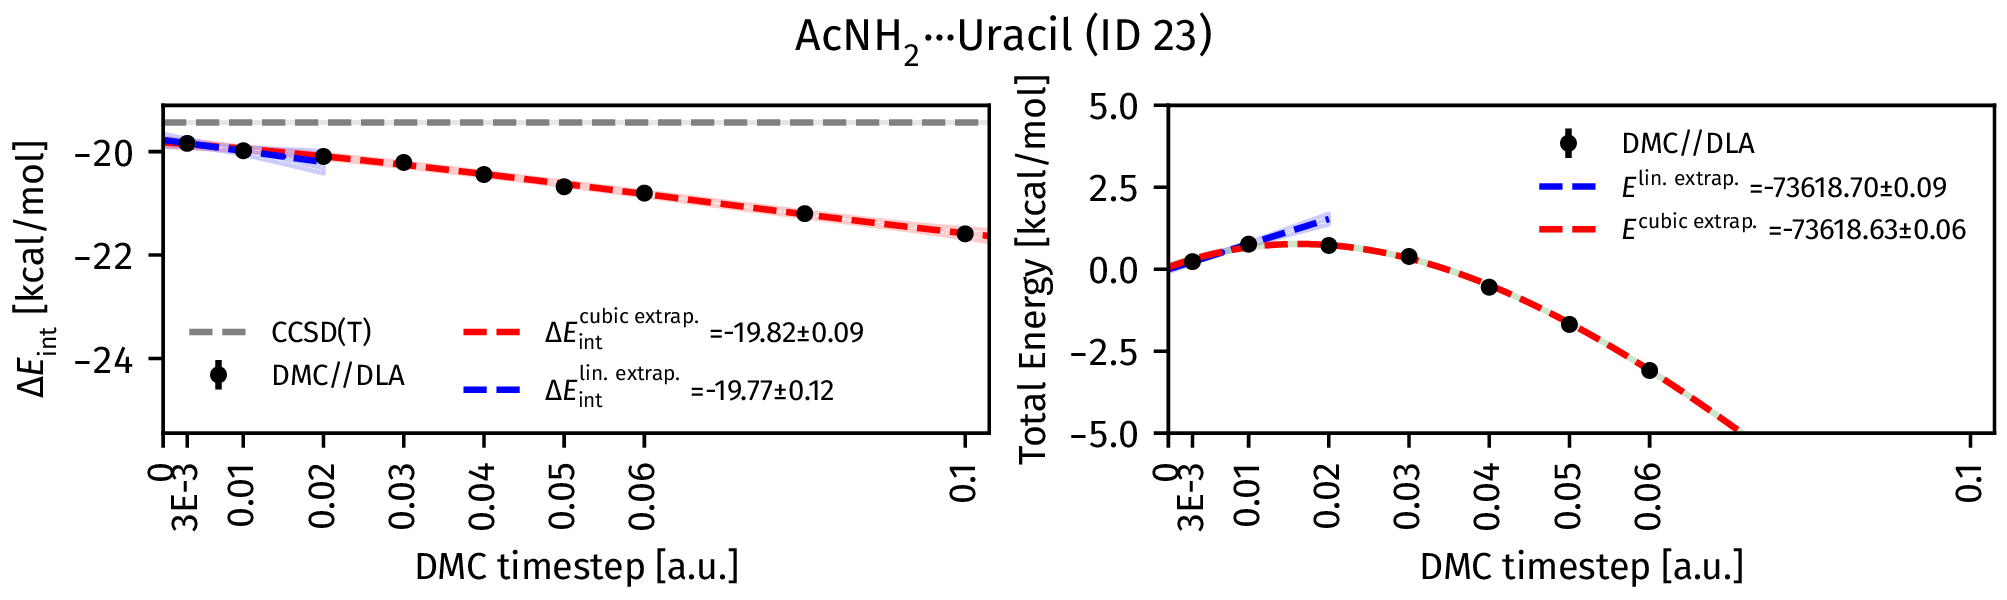 AcNH₂···Uracil (ID 23)
ΔE_int [kcal/mol]
−20
−22
−24
CCSD(T)
DMC//DLA
ΔE_int^cubic extrap. =-19.82±0.09
ΔE_int^lin. extrap. =-19.77±0.12
0
3E-3
0.01
0.02
0.03
0.04
0.05
0.06
0.1
DMC timestep [a.u.]
Total Energy [kcal/mol]
5.0
2.5
0.0
−2.5
−5.0
DMC//DLA
E^lin. extrap. =-73618.70±0.09
E^cubic extrap. =-73618.63±0.06
0
3E-3
0.01
0.02
0.03
0.04
0.05
0.06
0.1
DMC timestep [a.u.]